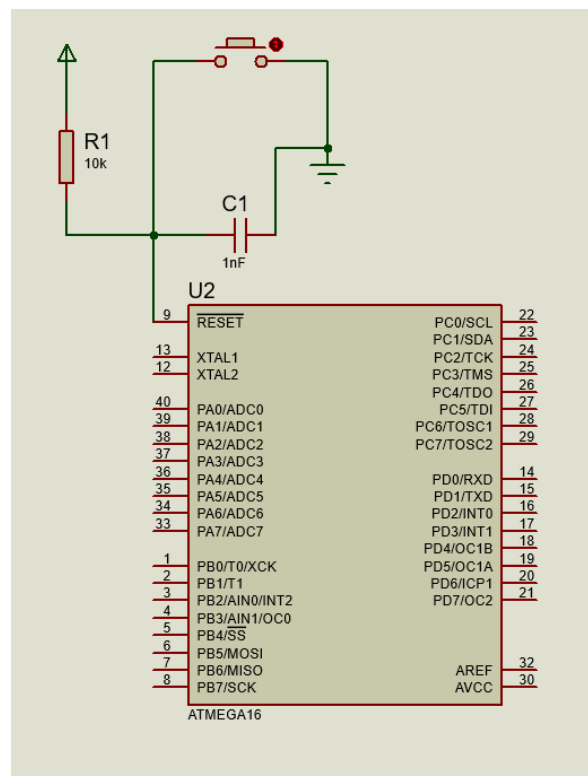 R1
10k
C1
1nF
U2
9 RESET PC0/SCL 22
PC1/SDA 23
13 XTAL1 PC2/TCK 24
12 XTAL2 PC3/TMS 25
PC4/TDO 26
40 PA0/ADC0 PC5/TDI 27
39 PA1/ADC1 PC6/TOSC1 28
38 PA2/ADC2 PC7/TOSC2 29
37 PA3/ADC3
36 PA4/ADC4 PD0/RXD 14
35 PA5/ADC5 PD1/TXD 15
34 PA6/ADC6 PD2/INT0 16
33 PA7/ADC7 PD3/INT1 17
PD4/OC1B 18
1 PB0/T0/XCK PD5/OC1A 19
2 PB1/T1 PD6/ICP1 20
3 PB2/AIN0/INT2 PD7/OC2 21
4 PB3/AIN1/OC0
5 PB4/SS
6 PB5/MOSI
7 PB6/MISO AREF 32
8 PB7/SCK AVCC 30
ATMEGA16